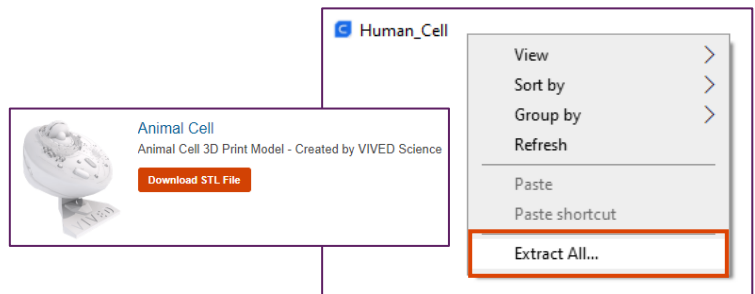 Human_Cell
View
Sort by
Group by
Refresh
Paste
Paste shortcut
Extract All...
Animal Cell
Animal Cell 3D Print Model - Created by VIVED Science
Download STL File
VIVED